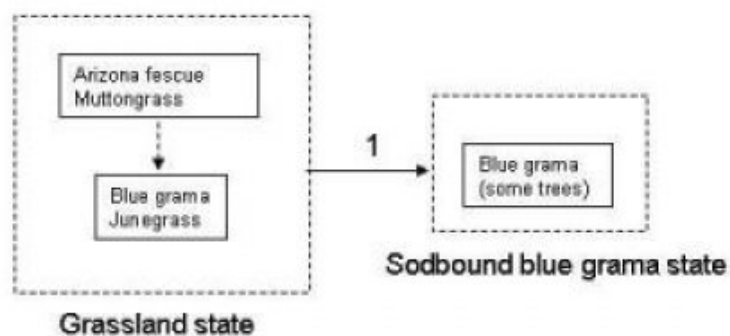 Arizona fescue
Muttongrass
Blue grama
Junegrass
Grassland state
1
Blue grama
(some trees)
Sodbound blue grama state